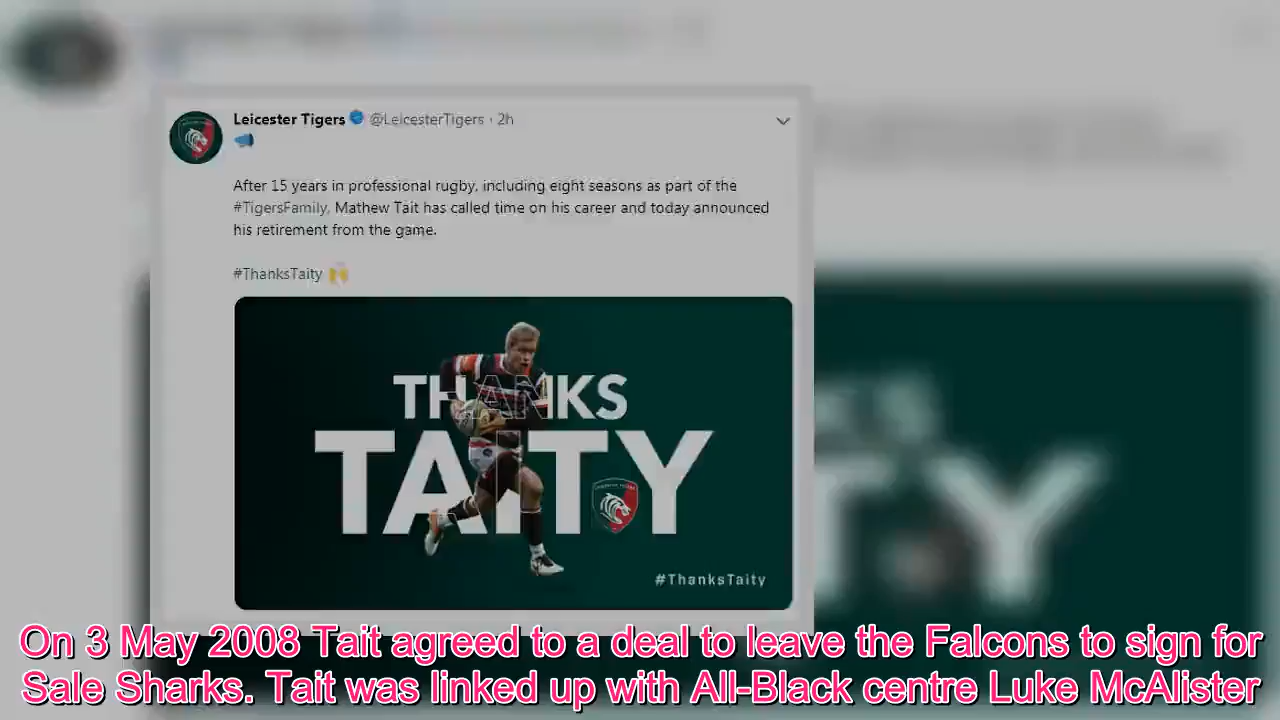 Leicester Tigers @LeicesterTigers · 2h
After 15 years in professional rugby, including eight seasons as part of the
#TigersFamily, Mathew Tait has called time on his career and today announced
his retirement from the game.
#ThanksTaity
THANKS
TAITY
#ThanksTaity
On 3 May 2008 Tait agreed to a deal to leave the Falcons to sign for
Sale Sharks. Tait was linked up with All-Black centre Luke McAlister